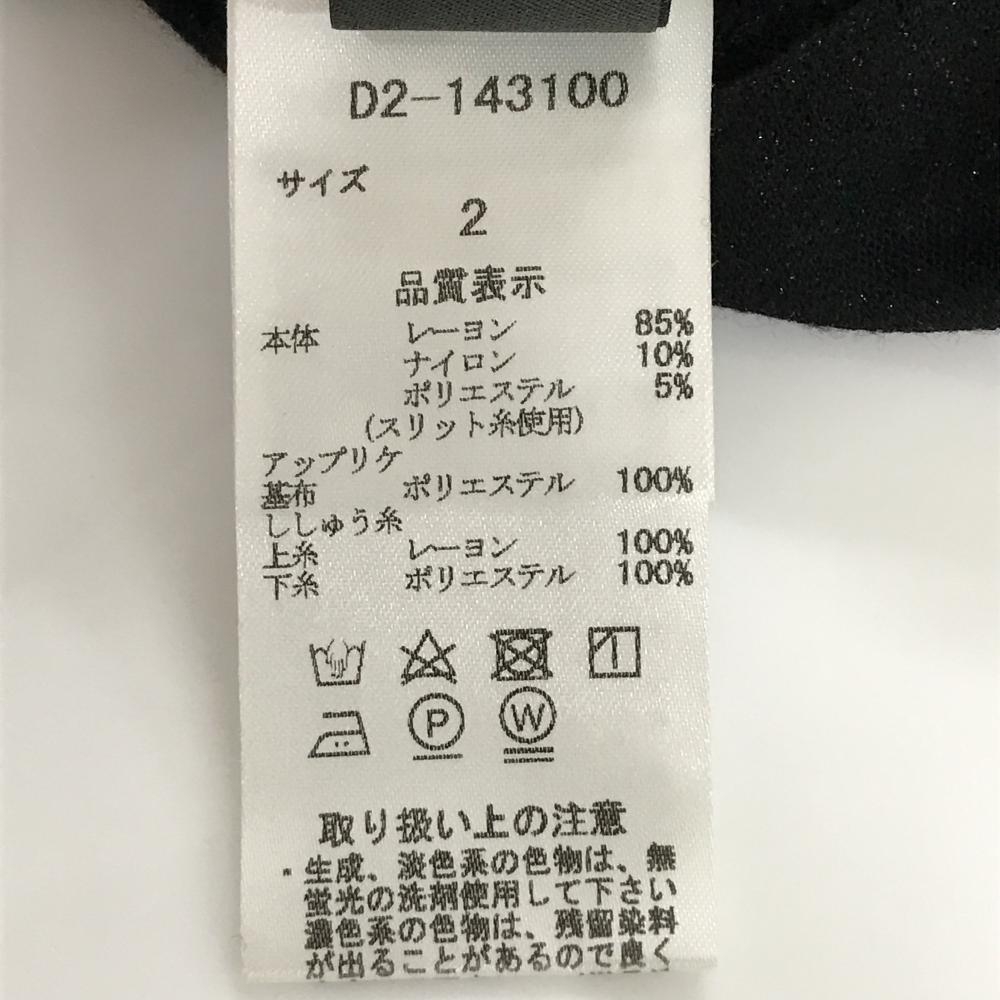 D2-143100
サイズ
2
品質表示
本体 レーヨン 85%
ナイロン 10%
ポリエステル 5%
(スリット糸使用)
アップリケ
基布 ポリエステル 100%
ししゅう糸
上糸 レーヨン 100%
下糸 ポリエステル 100%
P W
取り扱い上の注意
・生成、淡色系の色物は、無
蛍光の洗剤使用して下さい
濃色系の色物は、残留染料
が出ることがあるので良く